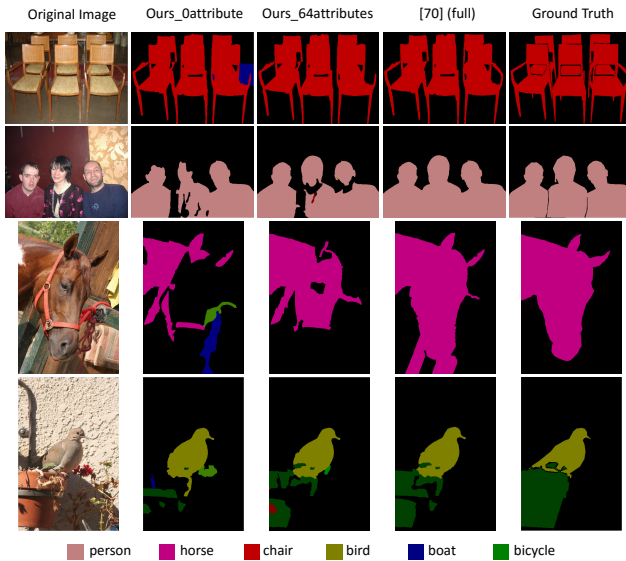 Original Image Ours_0attribute Ours_64attributes [70] (full) Ground Truth
person horse chair bird boat bicycle